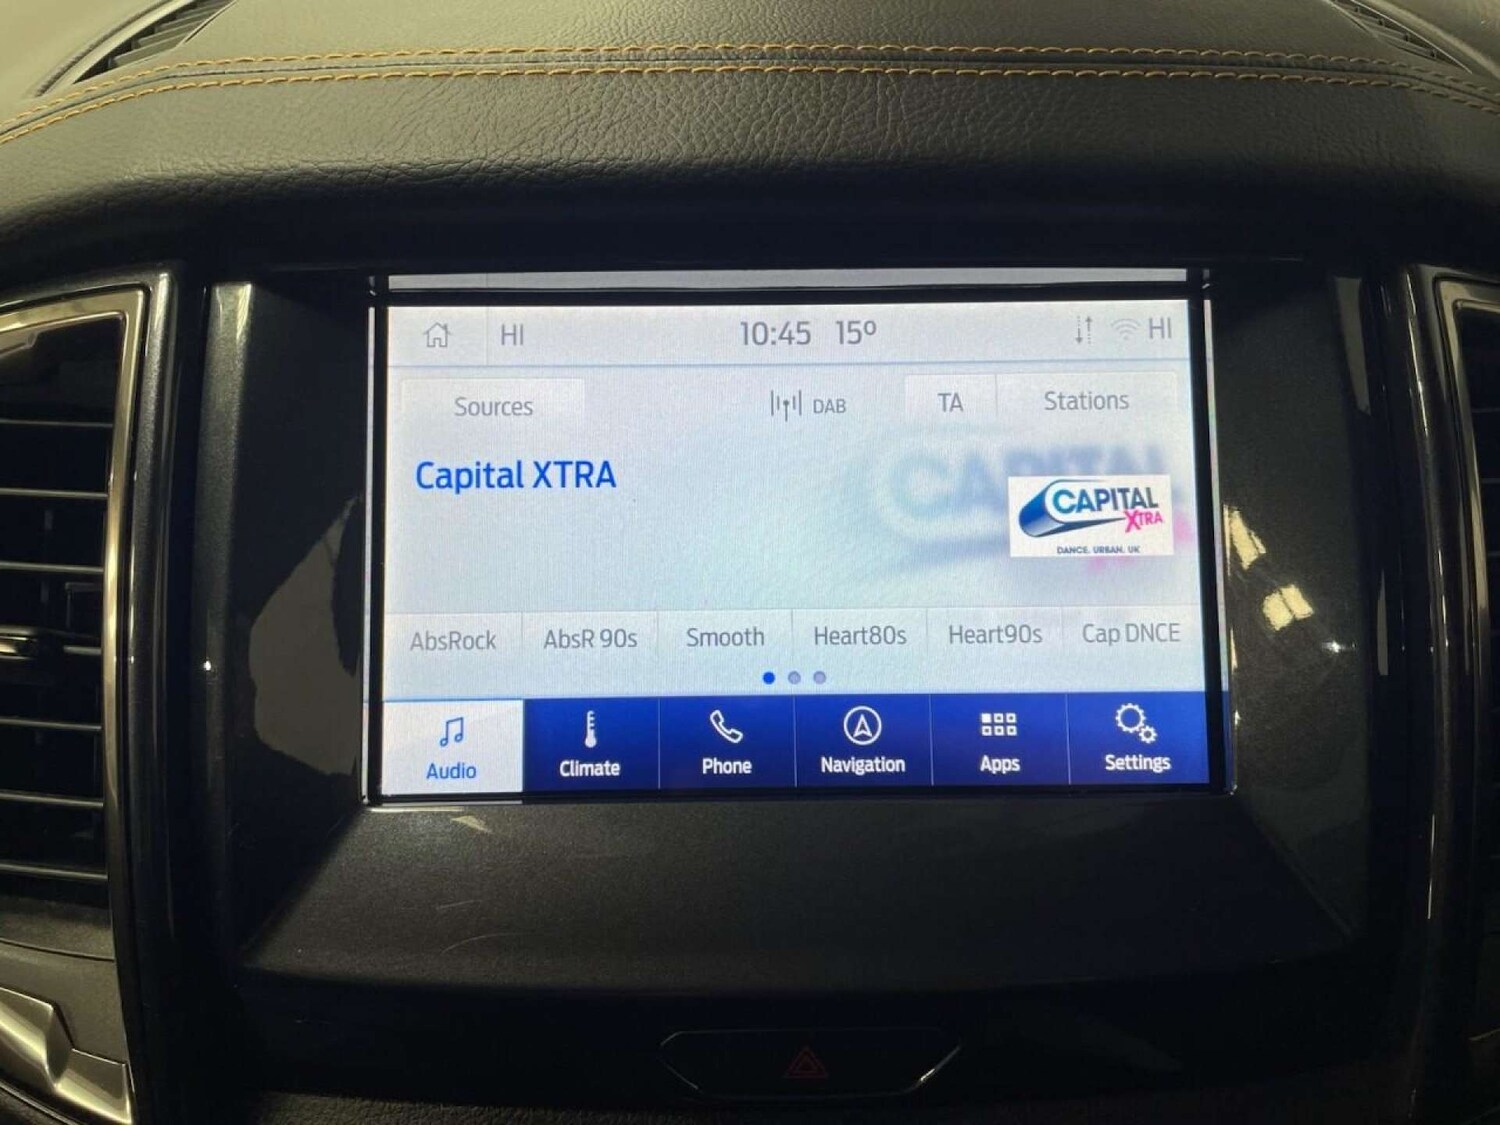 HI 10:45 15º HI
Sources DAB TA Stations
Capital XTRA
CAPITAL
CAPITAL
XTRA
DANCE. URBAN. UK
AbsRock AbsR 90s Smooth Heart80s Heart90s Cap DNCE
Audio Climate Phone Navigation Apps Settings